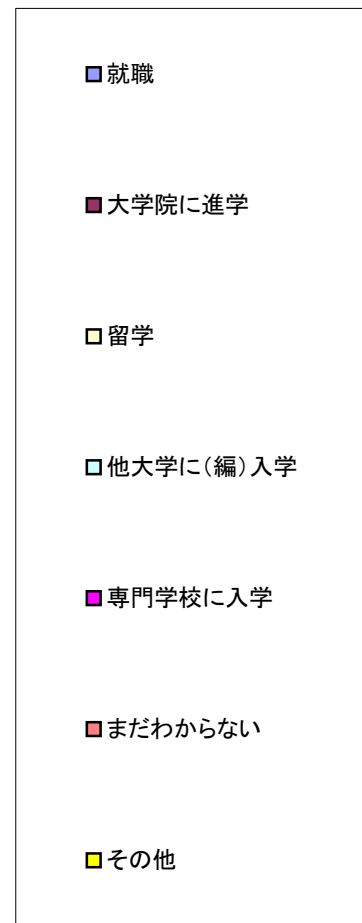 就職
大学院に進学
留学
他大学に(編)入学
専門学校に入学
まだわからない
その他